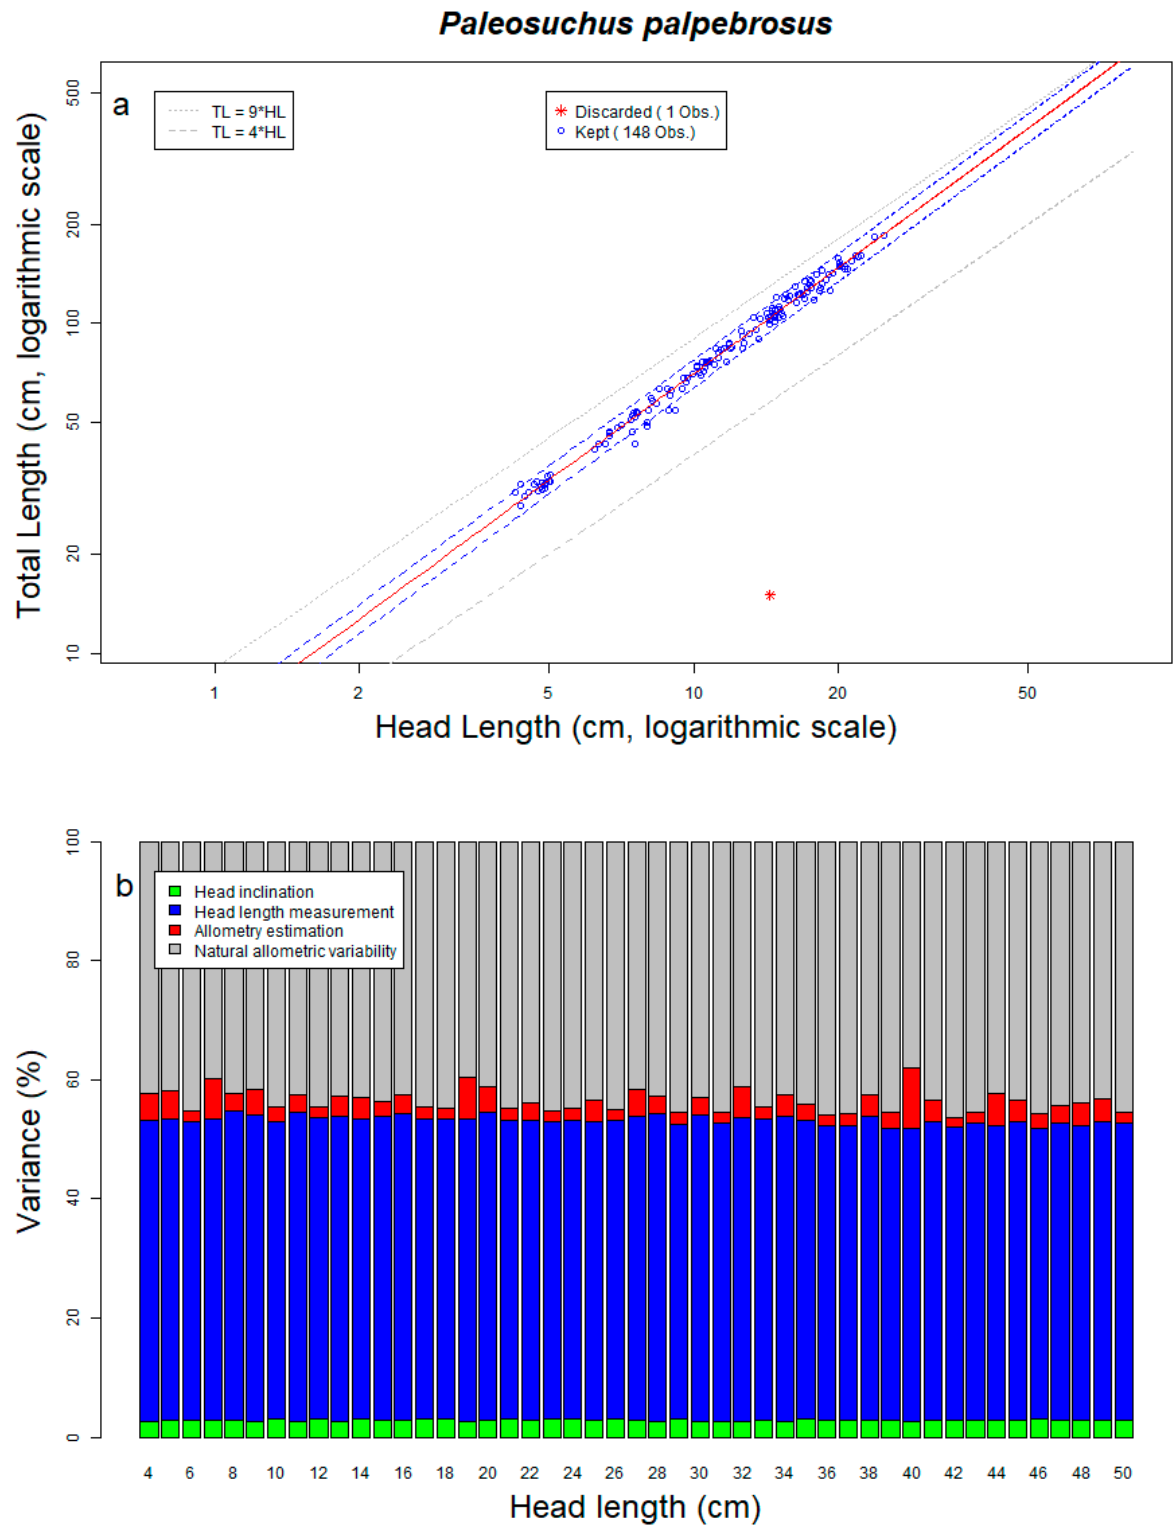 Paleosuchus palpebrosus
a
TL = 9*HL
TL = 4*HL
Discarded ( 1 Obs.)
Kept ( 148 Obs.)
Total Length (cm, logarithmic scale)
500
200
100
50
20
10
1 2 5 10 20 50
Head Length (cm, logarithmic scale)
b
Head inclination
Head length measurement
Allometry estimation
Natural allometric variability
Variance (%)
100
80
60
40
20
0
4 6 8 10 12 14 16 18 20 22 24 26 28 30 32 34 36 38 40 42 44 46 48 50
Head length (cm)